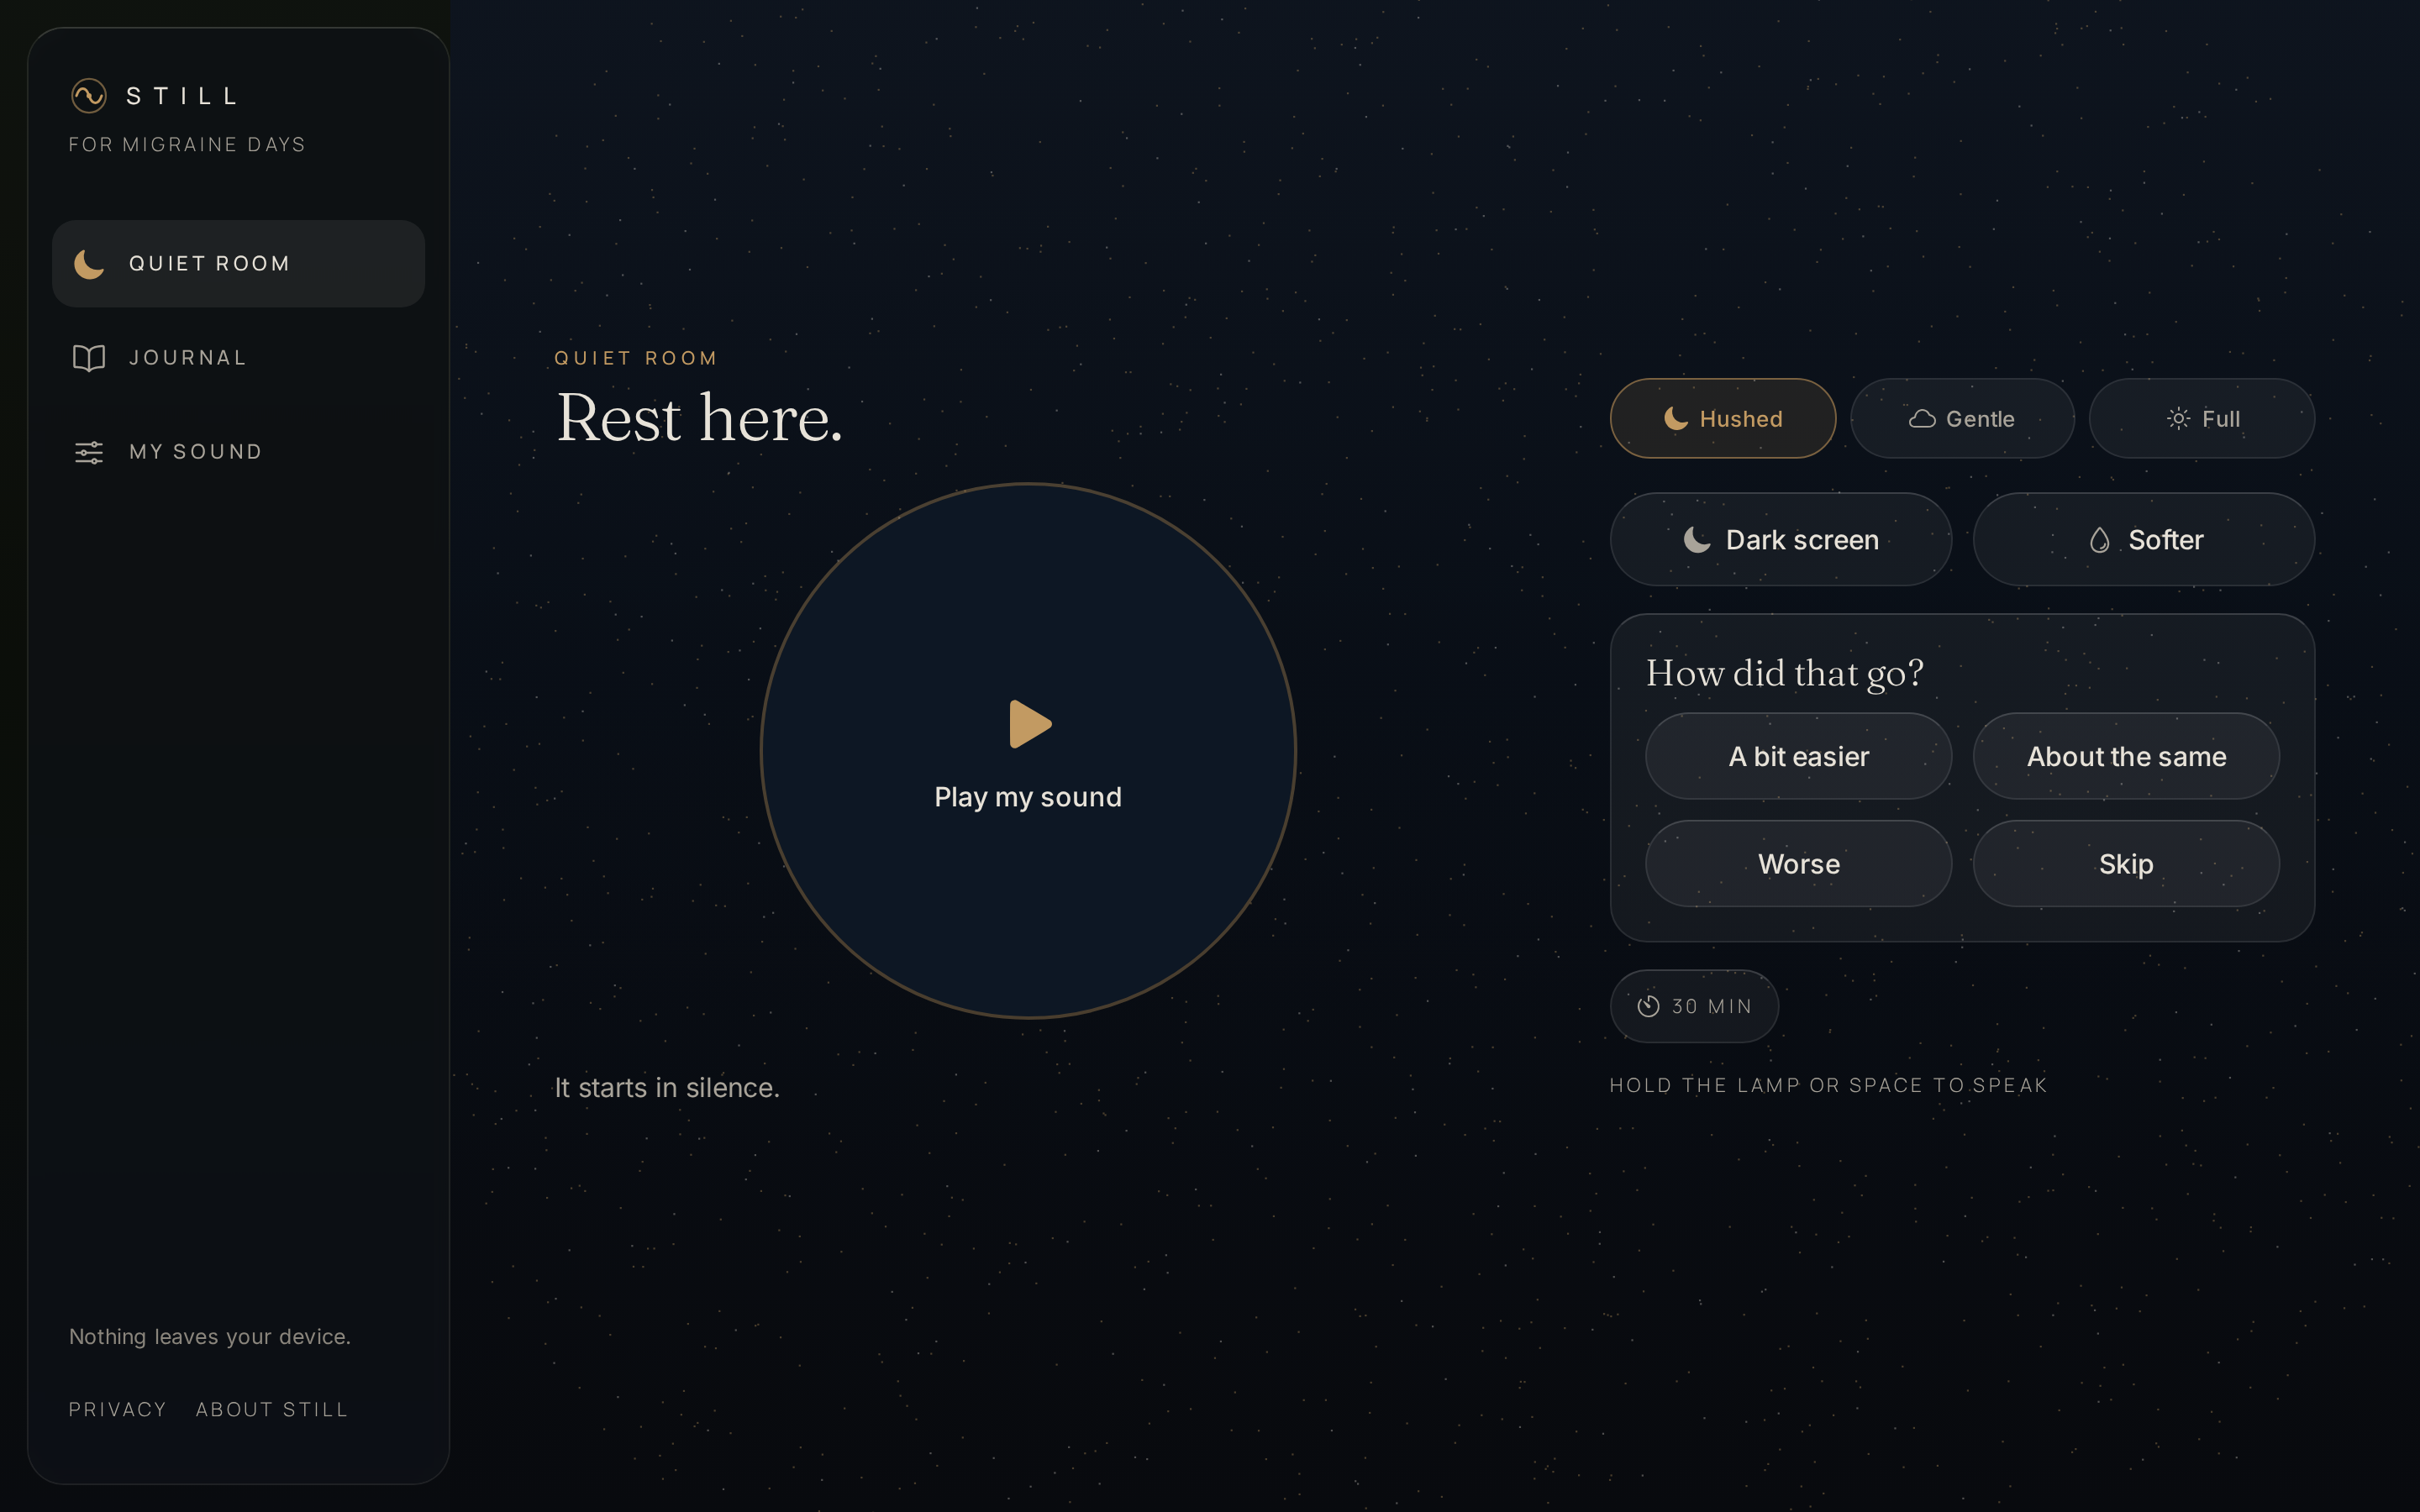 STILL
FOR MIGRAINE DAYS
QUIET ROOM
JOURNAL
MY SOUND
Nothing leaves your device.
PRIVACY ABOUT STILL
QUIET ROOM
Rest here.
Play my sound
It starts in silence.
Hushed Gentle Full
Dark screen Softer
How did that go?
A bit easier About the same
Worse Skip
30 MIN
HOLD THE LAMP OR SPACE TO SPEAK